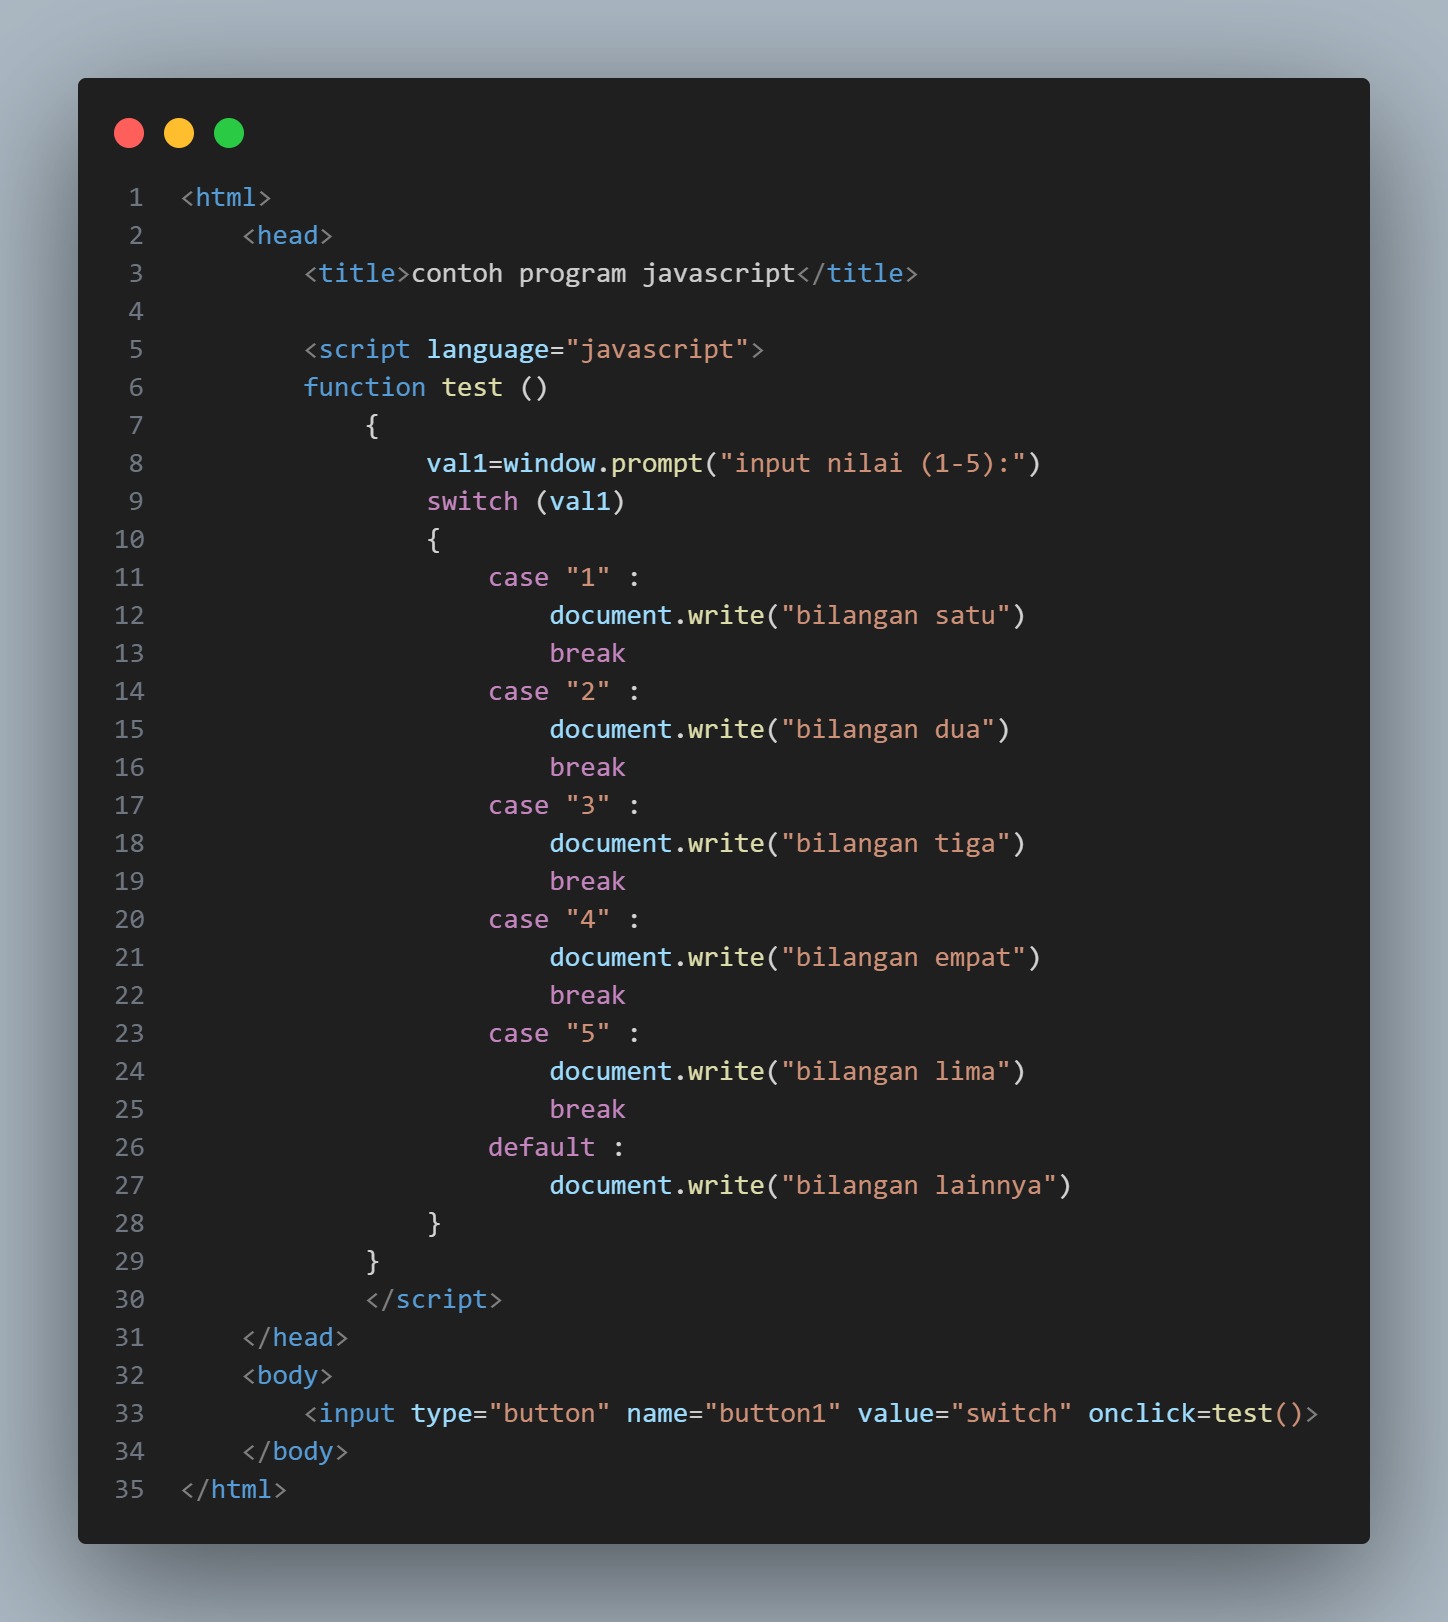 1 <html>
2     <head>
3         <title>contoh program javascript</title>
4
5         <script language="javascript">
6         function test ()
7             {
8                 val1=window.prompt("input nilai (1-5):")
9                 switch (val1)
10                 {
11                     case "1" :
12                         document.write("bilangan satu")
13                         break
14                     case "2" :
15                         document.write("bilangan dua")
16                         break
17                     case "3" :
18                         document.write("bilangan tiga")
19                         break
20                     case "4" :
21                         document.write("bilangan empat")
22                         break
23                     case "5" :
24                         document.write("bilangan lima")
25                         break
26                     default :
27                         document.write("bilangan lainnya")
28                 }
29             }
30             </script>
31     </head>
32     <body>
33         <input type="button" name="button1" value="switch" onclick=test()>
34     </body>
35 </html>